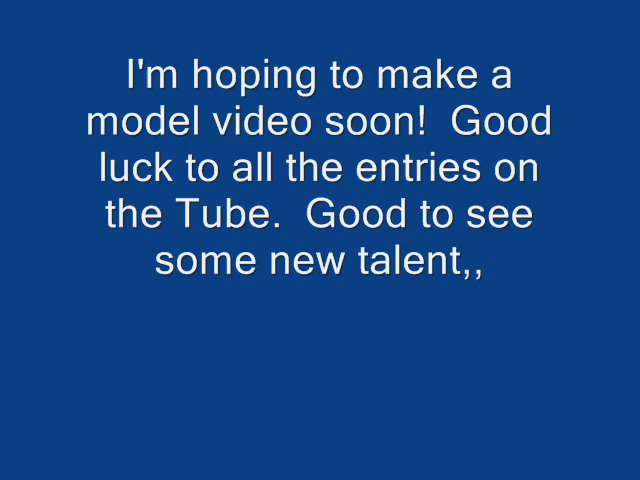 I'm hoping to make a
model video soon!  Good
luck to all the entries on
the Tube.  Good to see
some new talent,,